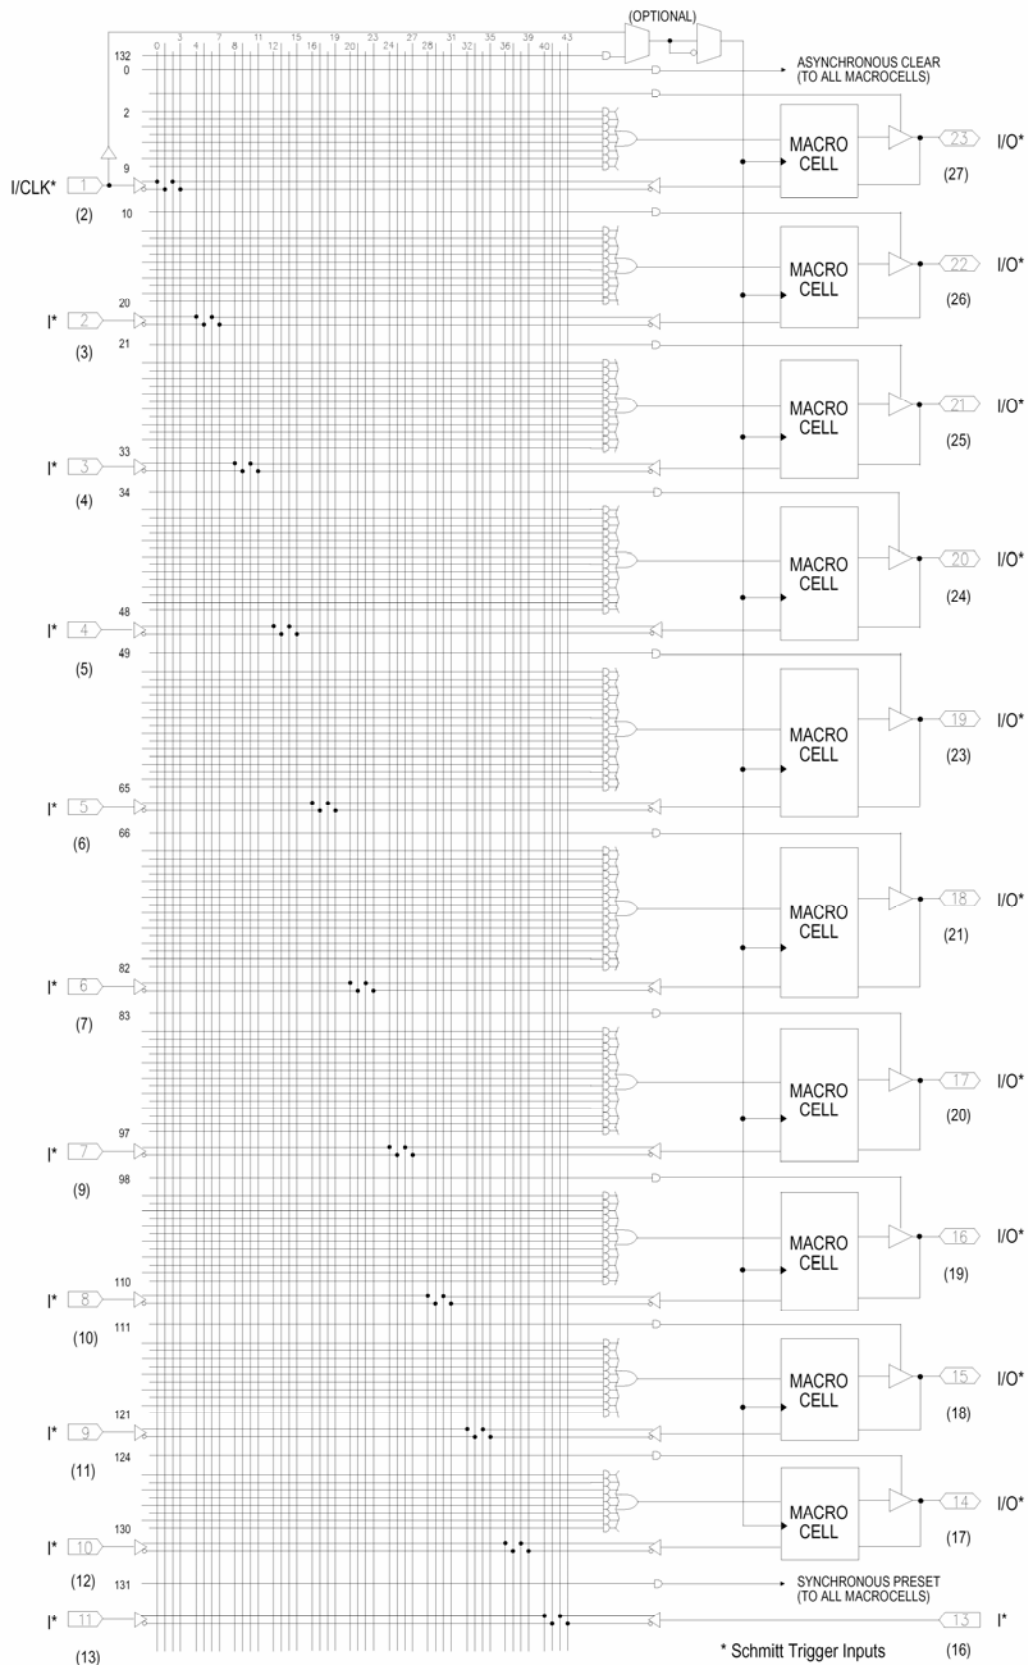 (OPTIONAL)
0 3 4 7 8 11 12 15 16 19 20 23 24 27 28 31 32 35 36 39 40 43
132
0
ASYNCHRONOUS CLEAR
(TO ALL MACROCELLS)
2
MACRO
CELL
23 I/O*
(27)
9
I/CLK* 1
(2)
10
MACRO
CELL
22 I/O*
(26)
20
I* 2
(3)
21
MACRO
CELL
21 I/O*
(25)
33
I* 3
(4)
34
MACRO
CELL
20 I/O*
(24)
48
I* 4
(5)
49
MACRO
CELL
19 I/O*
(23)
65
I* 5
(6)
66
MACRO
CELL
18 I/O*
(21)
82
I* 6
(7)
83
MACRO
CELL
17 I/O*
(20)
97
I* 7
(9)
98
MACRO
CELL
16 I/O*
(19)
110
I* 8
(10)
111
MACRO
CELL
15 I/O*
(18)
121
I* 9
(11)
124
MACRO
CELL
14 I/O*
(17)
130
I* 10
(12)
131
SYNCHRONOUS PRESET
(TO ALL MACROCELLS)
I* 11
13 I*
(13)
* Schmitt Trigger Inputs
(16)